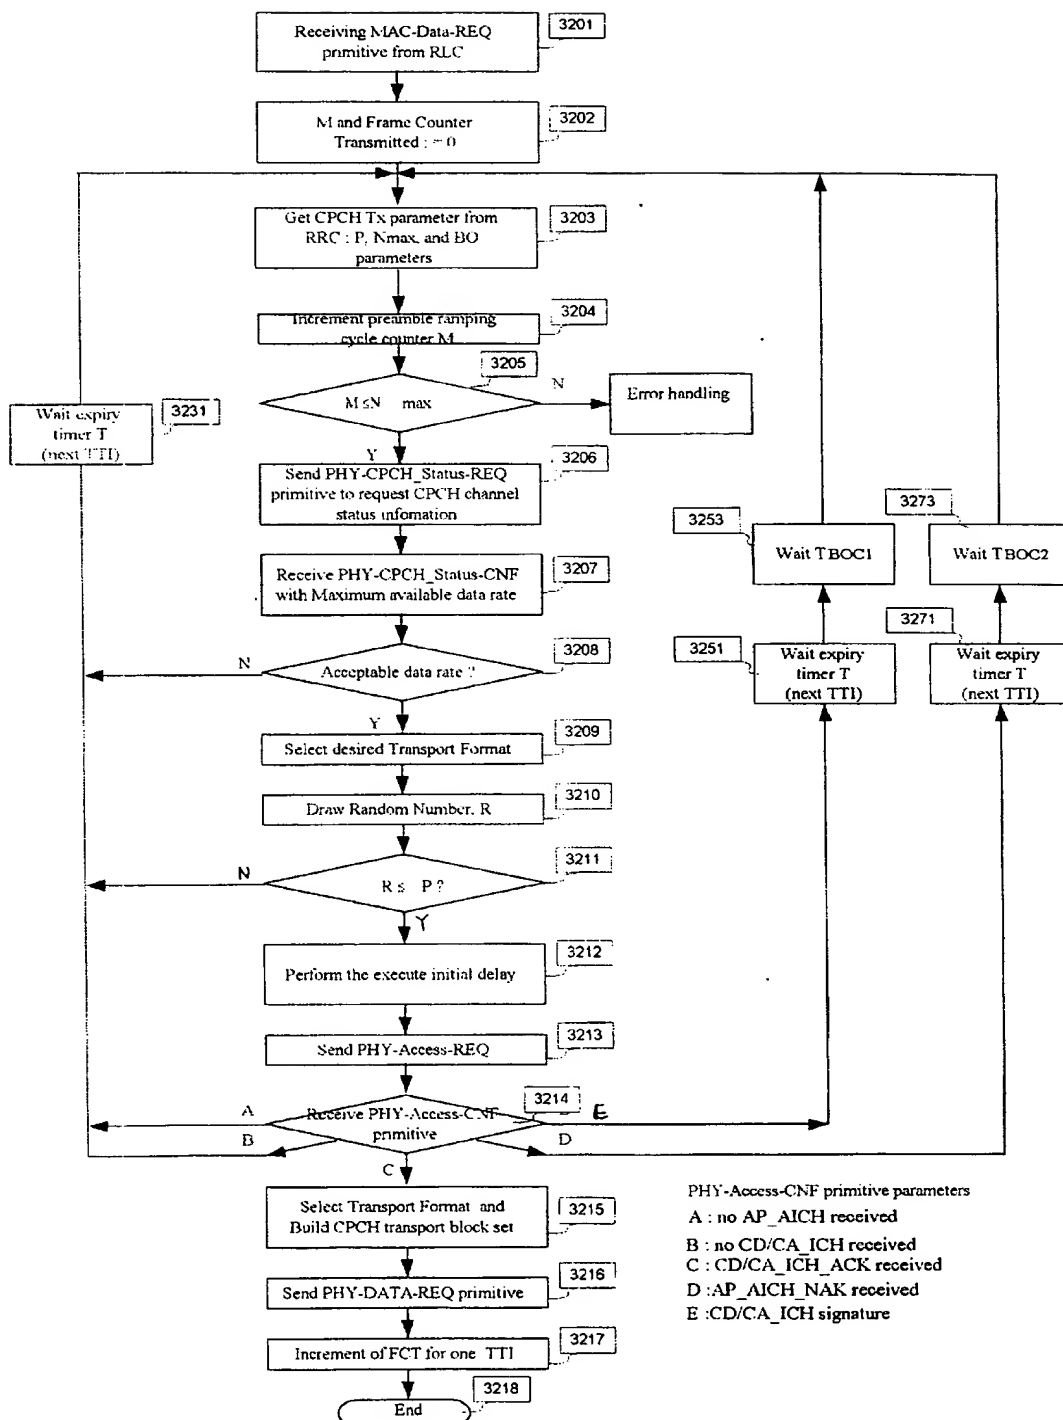 Receiving MAC-Data-REQ
primitive from RLC
3201
M and Frame Counter
Transmitted : = 0
3202
Get CPCH Tx parameter from
RRC : P, Nmax, and BO
parameters
3203
Increment preamble ramping
cycle counter M
3204
3205
M ≤N max
N
Error handling
Y
Wait expiry
timer T
(next TTI)
3231
Send PHY-CPCH_Status-REQ
primitive to request CPCH channel
status infomation
3206
3253
Wait TBOC1
3273
Wait TBOC2
Receive PHY-CPCH_Status-CNF
with Maximum available data rate
3207
3251
Wait expiry
timer T
(next TTI)
3271
Wait expiry
timer T
(next TTI)
N
Acceptable data rate ?
3208
Y
Select desired Transport Format
3209
Draw Random Number, R
3210
N
R ≤ P ?
3211
Y
Perform the execute initial delay
3212
Send PHY-Access-REQ
3213
A
Receive PHY-Access-CNF
primitive
3214
E
B
D
C
Select Transport Format and
Build CPCH transport block set
3215
Send PHY-DATA-REQ primitive
3216
Increment of FCT for one TTI
3217
End
3218
PHY-Access-CNF primitive parameters
A : no AP_AICH received
B : no CD/CA_ICH received
C : CD/CA_ICH_ACK received
D :AP_AICH_NAK received
E :CD/CA_ICH signature